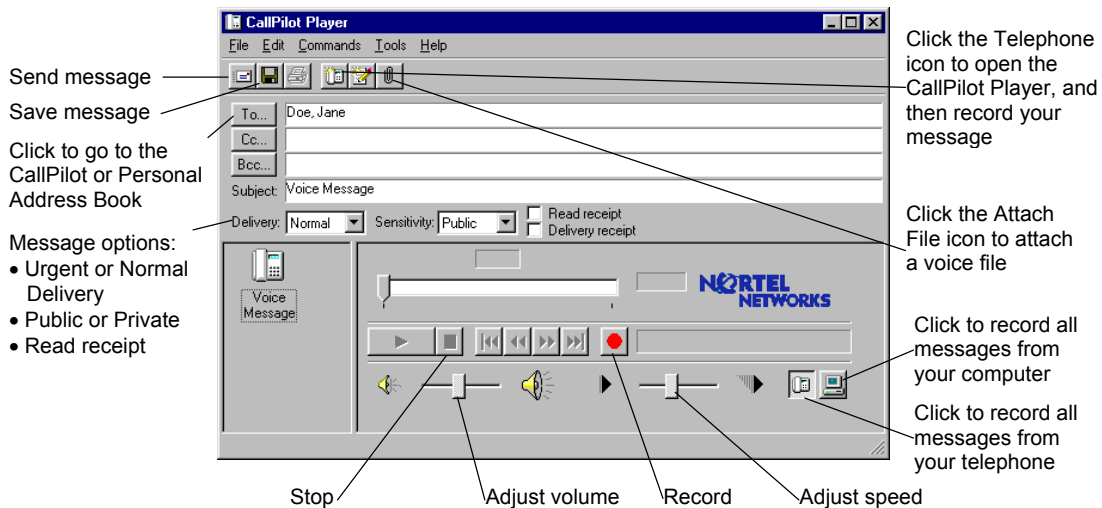 CallPilot Player
File Edit Commands Tools Help
Send message
Save message
Click to go to the
CallPilot or Personal
Address Book
Message options:
• Urgent or Normal
Delivery
• Public or Private
• Read receipt
To... Doe, Jane
Cc...
Bcc...
Subject: Voice Message
Delivery: Normal Sensitivity: Public Read receipt
Delivery receipt
Voice
Message
NORTEL
NETWORKS
Click the Telephone
icon to open the
CallPilot Player, and
then record your
message
Click the Attach
File icon to attach
a voice file
Click to record all
messages from
your computer
Click to record all
messages from
your telephone
Stop Adjust volume Record Adjust speed